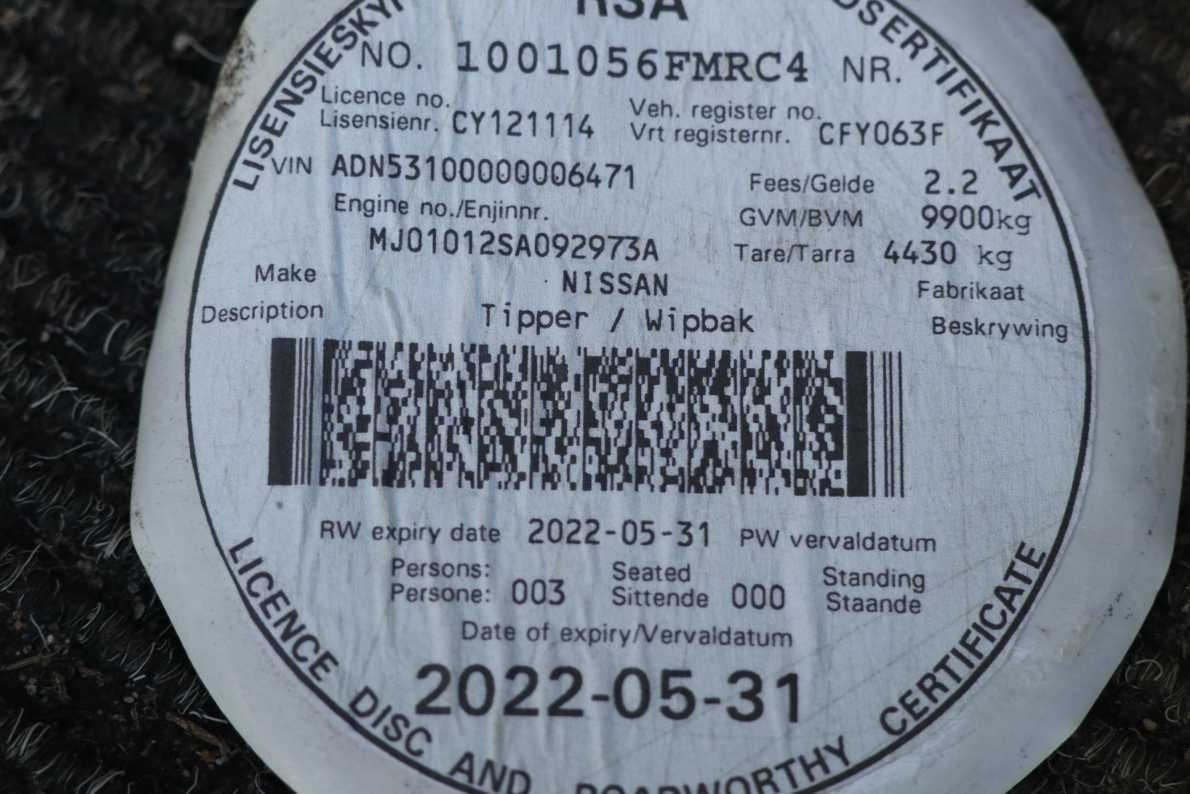 RSA
NO. 1001056FMRC4 NR.
Licence no. Veh. register no.
Lisensienr. CY121114 Vrt registernr. CFY063F
VIN ADN53100000006471 Fees/Gelde 2.2
Engine no./Enjinnr. GVM/BVM 9900kg
MJ01012SA092973A Tare/Tarra 4430 kg
Make NISSAN Fabrikaat
Description Tipper / Wipbak Beskrywing
RW expiry date 2022-05-31 PW vervaldatum
Persons: Seated Standing
Persone: 003 Sittende 000 Staande
Date of expiry/Vervaldatum
2022-05-31
LICENCE DISC AND ROADWORTHY CERTIFICATE